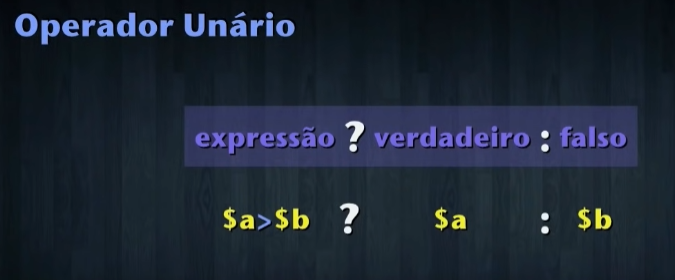 Operador Unário
expressão ? verdadeiro : falso
$a>$b ? $a : $b